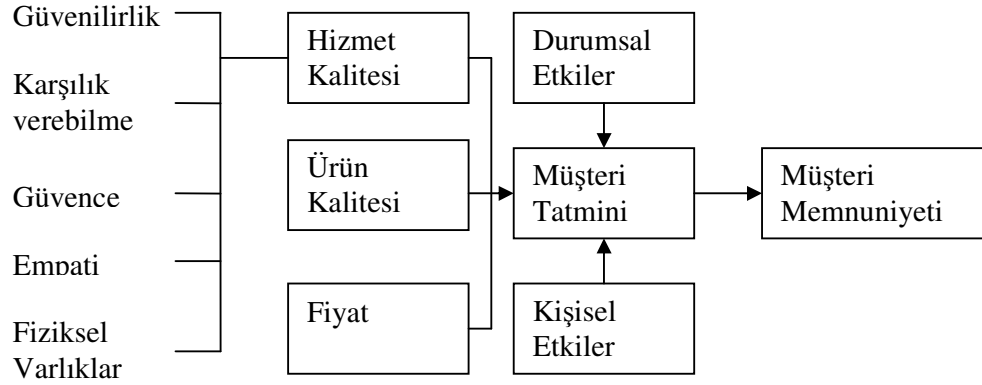 Güvenilirlik
Karşılık
verebilme
Güvence
Empati
Fiziksel
Varlıklar
Hizmet
Kalitesi
Ürün
Kalitesi
Fiyat
Durumsal
Etkiler
Müşteri
Tatmini
Kişisel
Etkiler
Müşteri
Memnuniyeti